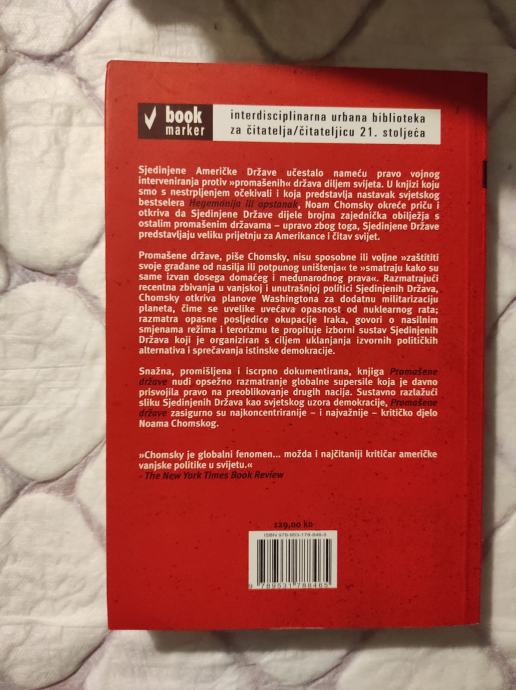 book
marker
interdisciplinarna urbana biblioteka
za čitatelja/čitateljicu 21. stoljeća
Sjedinjene Američke Države učestalo nameću pravo vojnog
interveniranja protiv »promašenih« država diljem svijeta. U knjizi koju
smo s nestrpljenjem očekivali i koja predstavlja nastavak svjetskog
bestselera Hegemonija ili opstanak, Noam Chomsky okreće priču i
otkriva da Sjedinjene Države dijele brojna zajednička obilježja s
ostalim promašenim državama – upravo zbog toga, Sjedinjene Države
predstavljaju veliku prijetnju za Amerikance i čitav svijet.
Promašene države, piše Chomsky, nisu sposobne ili voljne »zaštititi
svoje građane od nasilja ili potpunog uništenja« te »smatraju kako su
same izvan dosega domaćeg i međunarodnog prava«. Razmatrajući
recentna zbivanja u vanjskoj i unutrašnjoj politici Sjedinjenih Država,
Chomsky otkriva planove Washingtona za dodatnu militarizaciju
planeta, čime se uvelike uvećava opasnost od nuklearnog rata;
razmatra opasne posljedice okupacije Iraka, govori o nasilnim
smjenama režima i terorizmu te propituje izborni sustav Sjedinjenih
Država koji je organiziran s ciljem uklanjanja izvornih političkih
alternativa i sprečavanja istinske demokracije.
Snažna, promišljena i iscrpno dokumentirana, knjiga Promašene
države nudi opsežno razmatranje globalne supersile koja je davno
prisvojila pravo na preoblikovanje drugih nacija. Sustavno razlažući
sliku Sjedinjenih Država kao svjetskog uzora demokracije, Promašene
države zasigurno su najkoncentriranije – i najvažnije – kritičko djelo
Noama Chomskog.
»Chomsky je globalni fenomen... možda i najčitaniji kritičar američke
vanjske politike u svijetu.«
- The New York Times Book Review
129,00 kn
ISBN 978-953-178-846-5
9 789531 788465